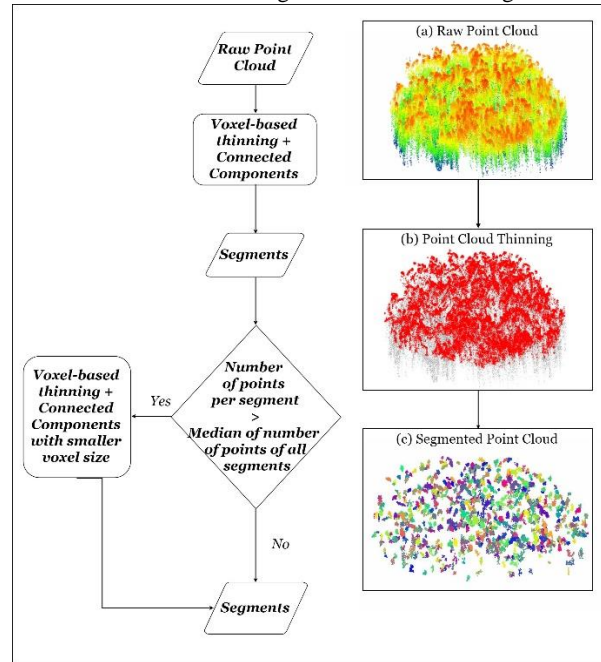 Raw Point
Cloud
Voxel-based
thinning +
Connected
Components
Segments
Number
of points
per segment
>
Median of number
of points of all
segments
Yes
Voxel-based
thinning +
Connected
Components
with smaller
voxel size
No
Segments
(a) Raw Point Cloud
(b) Point Cloud Thinning
(c) Segmented Point Cloud